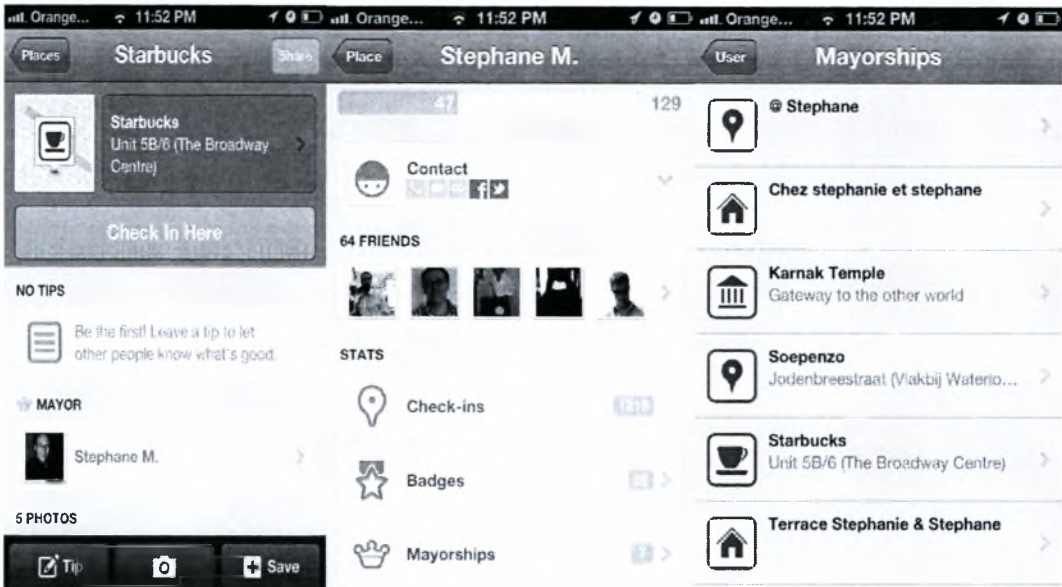 Orange...
11:52 PM
Places
Starbucks
Share
Starbucks
Unit 5B/6 (The Broadway
Centre)
Check In Here
NO TIPS
Be the first! Leave a tip to let
other people know what's good.
MAYOR
Stephane M.
5 PHOTOS
Tip
Save
Orange...
11:52 PM
Place
Stephane M.
47
129
Contact
64 FRIENDS
STATS
Check-ins
Badges
Mayorships
Orange...
11:52 PM
User
Mayorships
@ Stephane
Chez stephanie et stephane
Karnak Temple
Gateway to the other world
Soepenzo
Jodenbreestraat (Vlakbij Waterlo...
Starbucks
Unit 5B/6 (The Broadway Centre)
Terrace Stephanie & Stephane